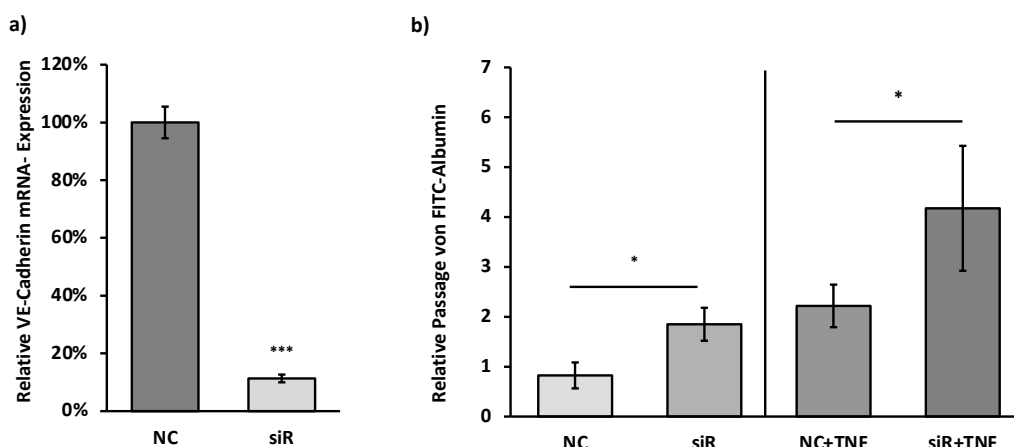 a)
Relative VE-Cadherin mRNA- Expression
120%
100%
80%
60%
40%
20%
0%
***
NC
siR
b)
Relative Passage von FITC-Albumin
7
6
5
4
3
2
1
0
*
*
NC
siR
NC+TNF
siR+TNF